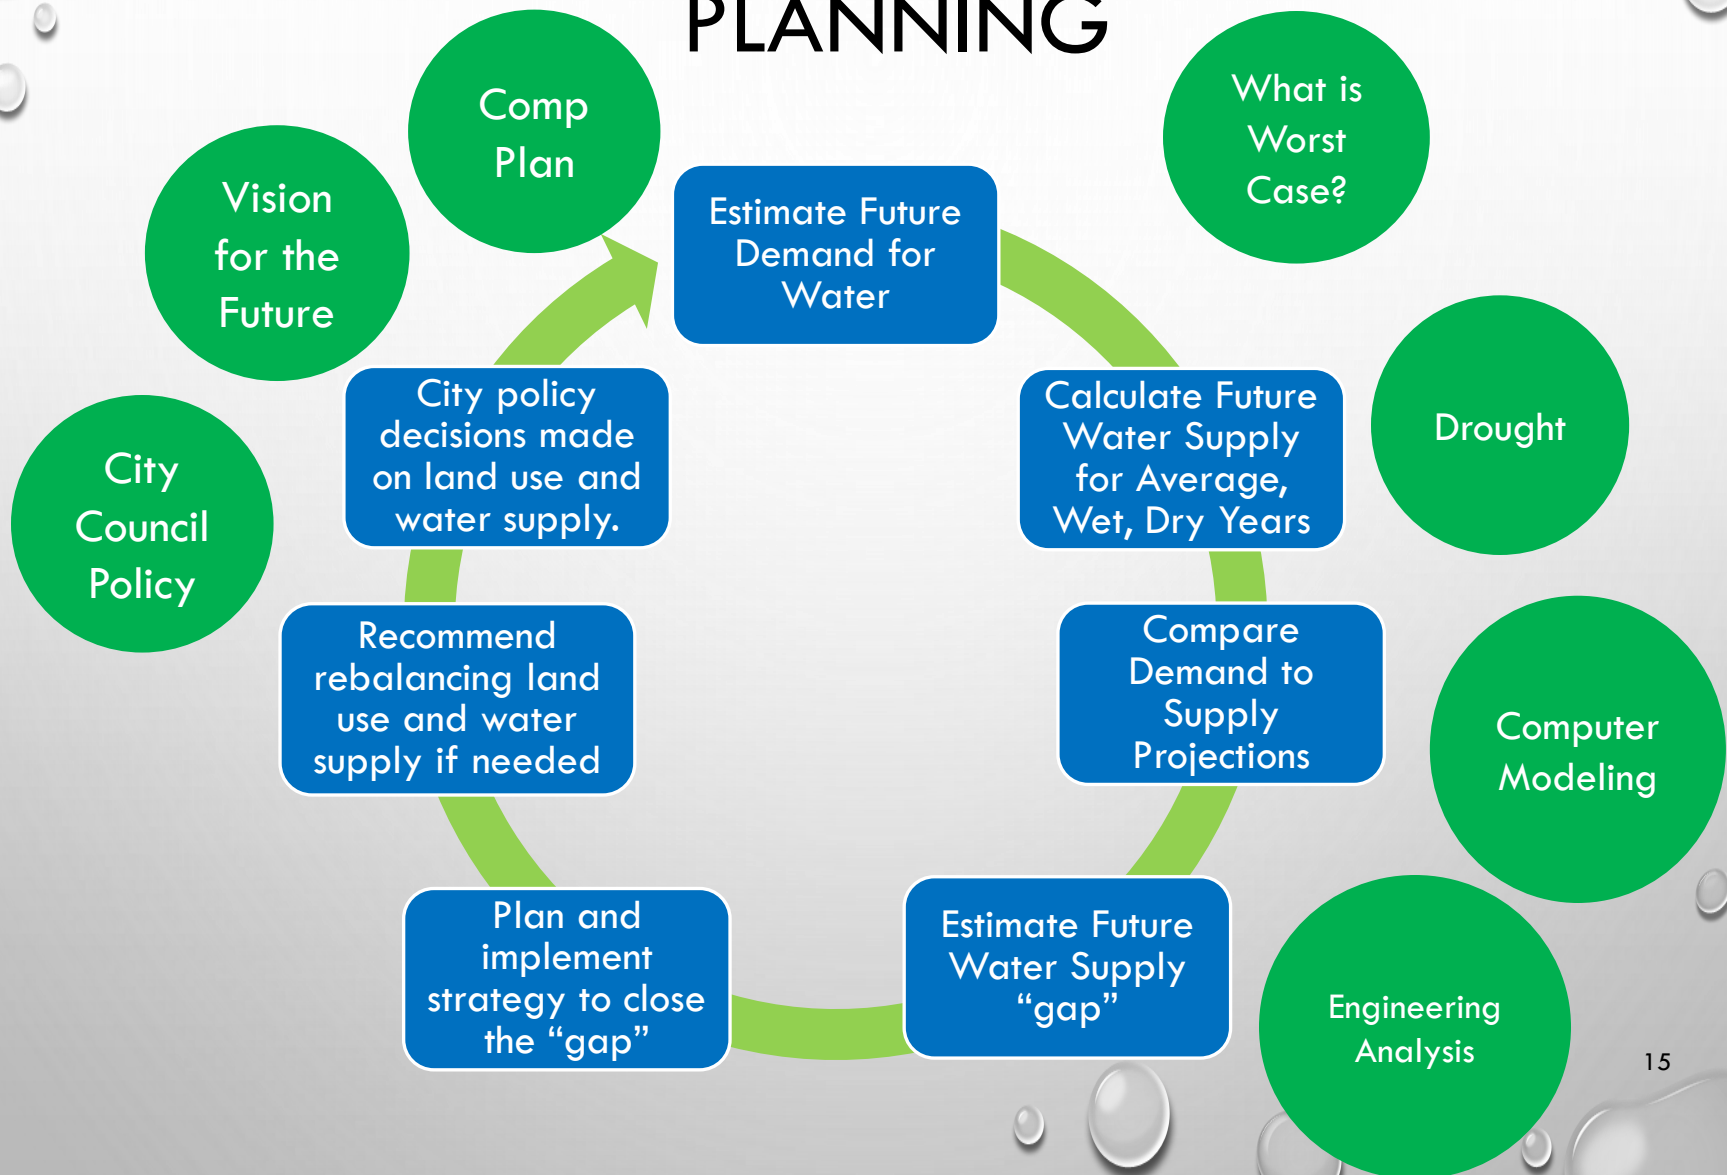 PLANNING
Comp
Plan
What is
Worst
Case?
Vision
for the
Future
Estimate Future
Demand for
Water
City policy
decisions made
on land use and
water supply.
Calculate Future
Water Supply
for Average,
Wet, Dry Years
Drought
City
Council
Policy
Recommend
rebalancing land
use and water
supply if needed
Compare
Demand to
Supply
Projections
Computer
Modeling
Plan and
implement
strategy to close
the “gap”
Estimate Future
Water Supply
“gap”
Engineering
Analysis
15